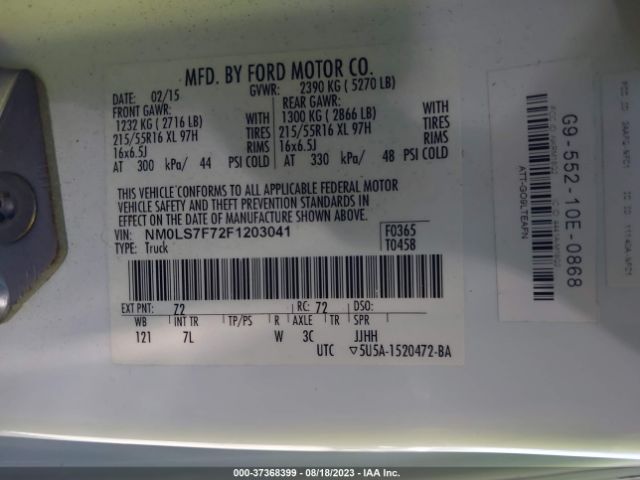 MFD. BY FORD MOTOR CO.
DATE: 02/15 GVWR: 2390 KG ( 5270 LB)
FRONT GAWR: REAR GAWR:
1232 KG ( 2716 LB) WITH 1300 KG ( 2866 LB) WITH
215/55R16 XL 97H TIRES 215/55R16 XL 97H TIRES
16x6.5J RIMS 16x6.5J RIMS
AT 300 kPa/ 44 PSI COLD AT 330 kPa/ 48 PSI COLD
THIS VEHICLE CONFORMS TO ALL APPLICABLE FEDERAL MOTOR
VEHICLE SAFETY AND THEFT PREVENTION STANDARDS IN EFFECT
ON THE DATE OF MANUFACTURE SHOWN ABOVE.
VIN: NM0LS7F72F1203041 F0365
TYPE: Truck T0458
EXT PNT: 72 RC: 72 DSO:
WB INT TR TP/PS R AXLE TR SPR
121 7L W 3C JJHH
UTC ▽5U5A-1520472-BA
G9-552-10E-0868
ATT-GO9LTEAFN
000-37368399 - 08/18/2023 - IAA Inc.